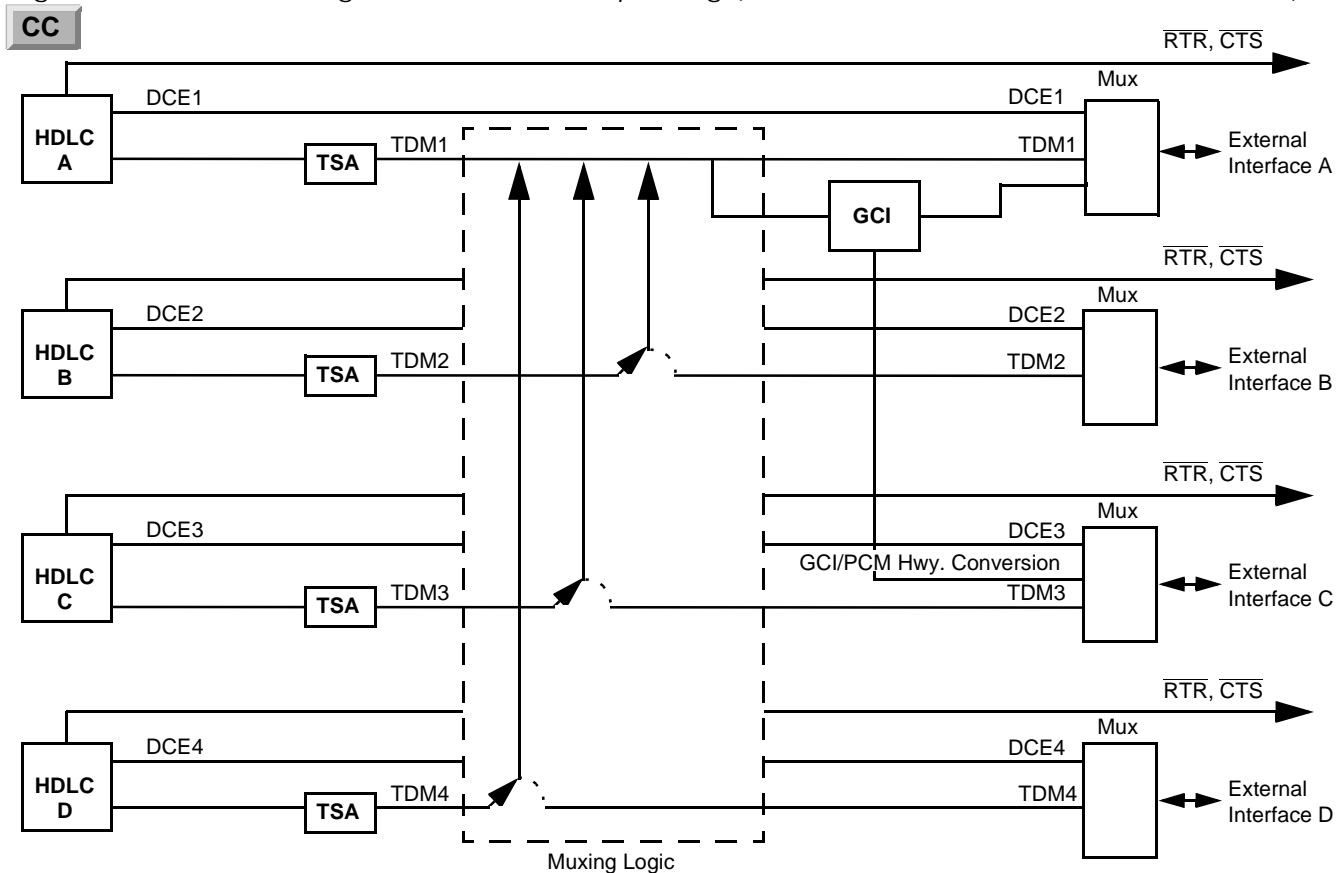 CC
RTR, CTS
Mux
DCE1
DCE1
HDLC
A
TSA
TDM1
TDM1
External
Interface A
GCI
RTR, CTS
Mux
DCE2
DCE2
HDLC
B
TSA
TDM2
TDM2
External
Interface B
RTR, CTS
Mux
DCE3
DCE3
GCI/PCM Hwy. Conversion
HDLC
C
TSA
TDM3
TDM3
External
Interface C
RTR, CTS
Mux
DCE4
DCE4
HDLC
D
TSA
TDM4
TDM4
External
Interface D
Muxing Logic